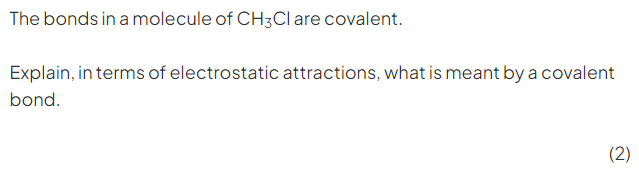 The bonds in a molecule of CH₃Cl are covalent.
Explain, in terms of electrostatic attractions, what is meant by a covalent
bond.
(2)